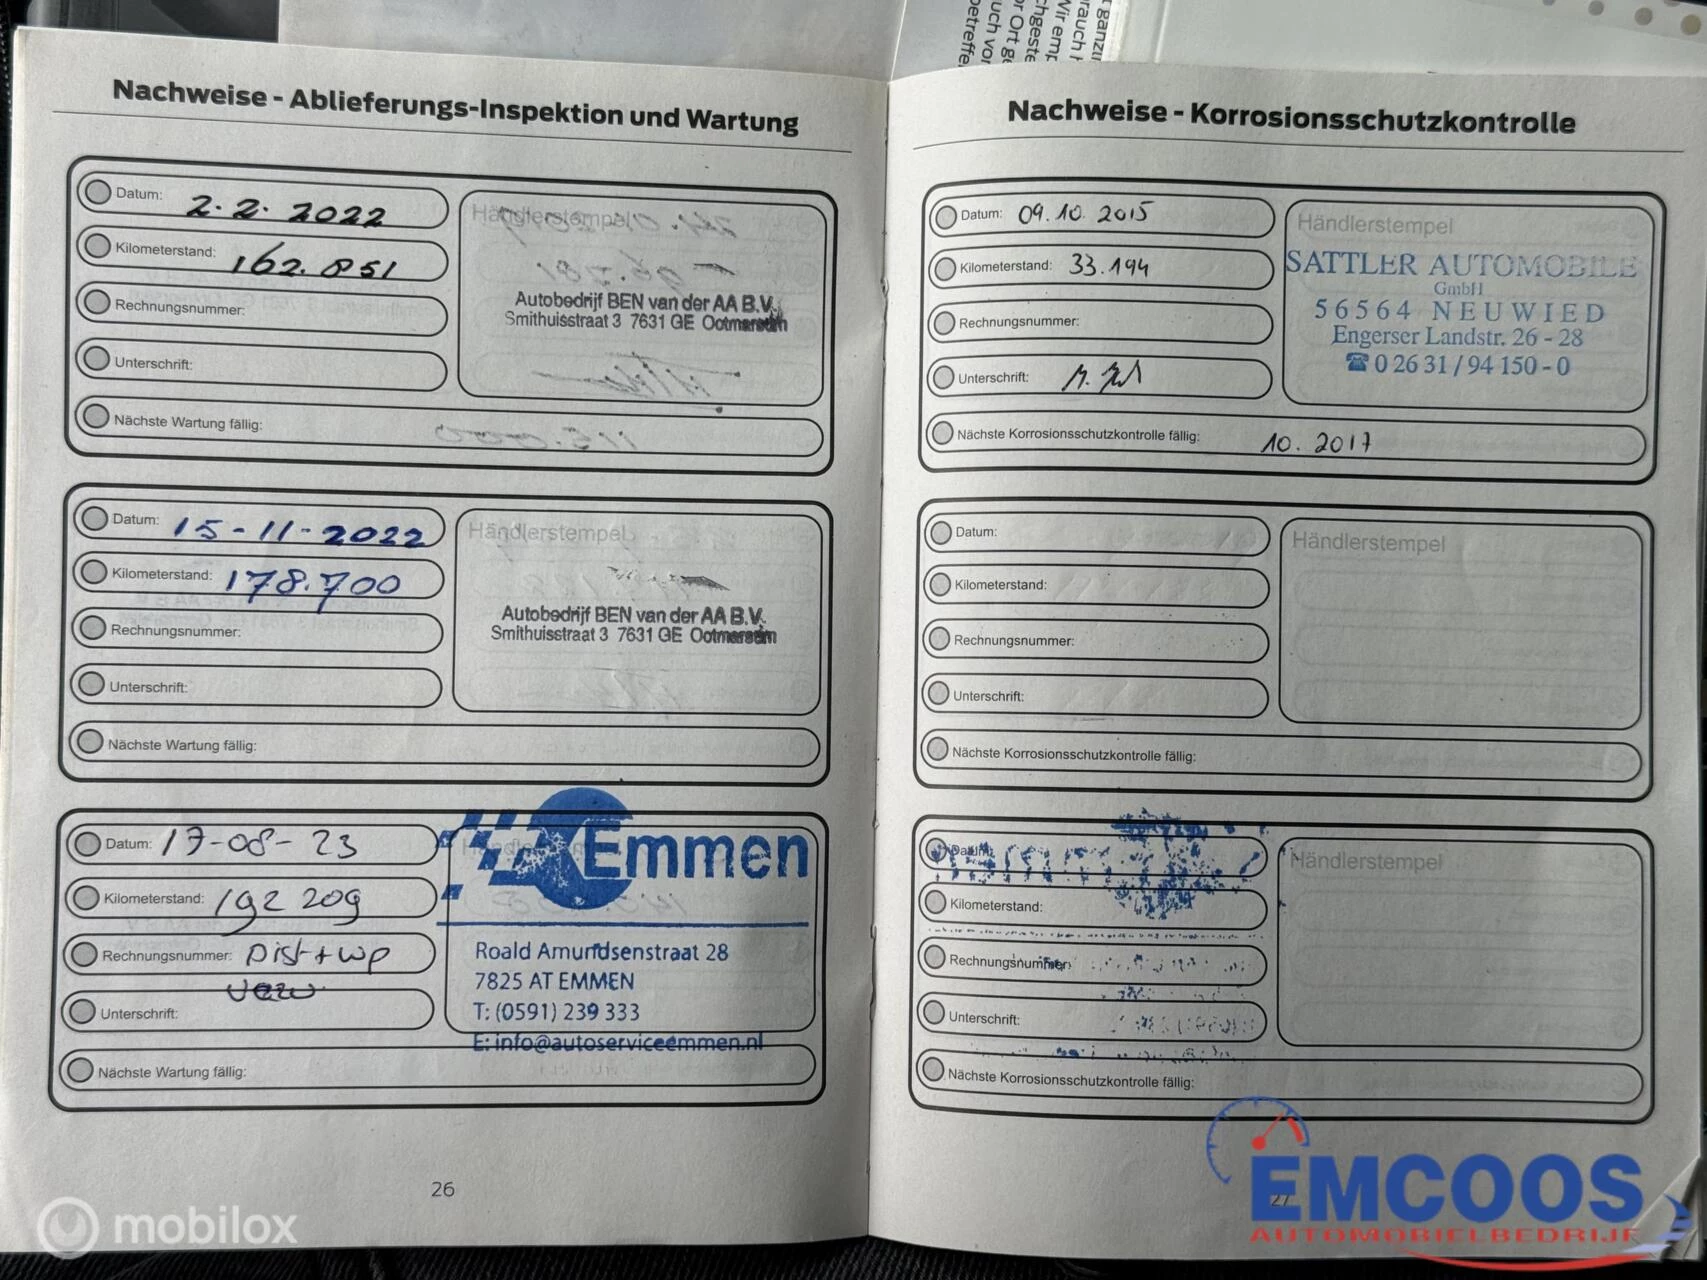 Nachweise - Ablieferungs-Inspektion und Wartung
Datum: 2.2.2022
Kilometerstand: 162.851
Rechnungsnummer:
Unterschrift:
Nächste Wartung fällig:
Händlerstempel
Autobedrijf BEN van der AA B.V.
Smithuisstraat 3 7631 GE Ootmarsum
Datum: 15-11-2022
Kilometerstand: 178.700
Rechnungsnummer:
Unterschrift:
Nächste Wartung fällig:
Händlerstempel
Autobedrijf BEN van der AA B.V.
Smithuisstraat 3 7631 GE Ootmarsum
Datum: 17-08-23
Kilometerstand: 192 209
Rechnungsnummer: Dist+wp
Unterschrift:
Nächste Wartung fällig:
Emmen
Roald Amundsenstraat 28
7825 AT EMMEN
T: (0591) 239 333
E: info@autoserviceemmen.nl
26
Nachweise - Korrosionsschutzkontrolle
Datum: 09.10.2015
Kilometerstand: 33.194
Rechnungsnummer:
Unterschrift:
Nächste Korrosionsschutzkontrolle fällig: 10.2017
Händlerstempel
SATTLER AUTOMOBILE
GmbH
56564 NEUWIED
Engerser Landstr. 26 - 28
☎ 0 26 31 / 94 150 - 0
Datum:
Kilometerstand:
Rechnungsnummer:
Unterschrift:
Nächste Korrosionsschutzkontrolle fällig:
Händlerstempel
Datum:
Kilometerstand:
Rechnungsnummer:
Unterschrift:
Nächste Korrosionsschutzkontrolle fällig:
Händlerstempel
27
mobilox
EMCOOS
AUTOMOBIELBEDRIJF